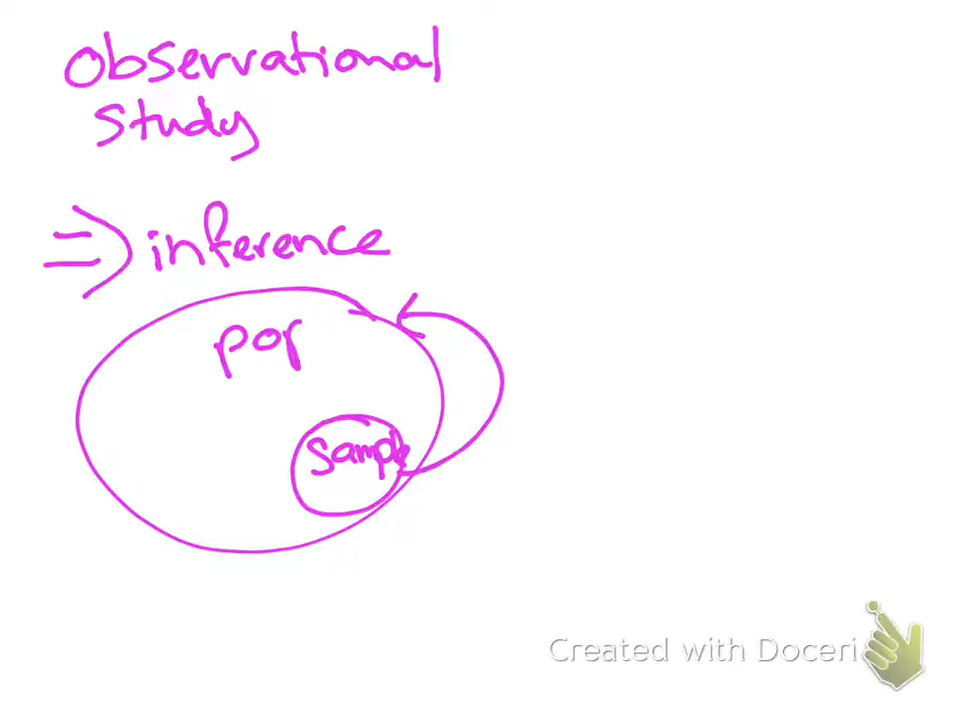 Observational
Study
=> inference
pop
Sample
Created with Doceri